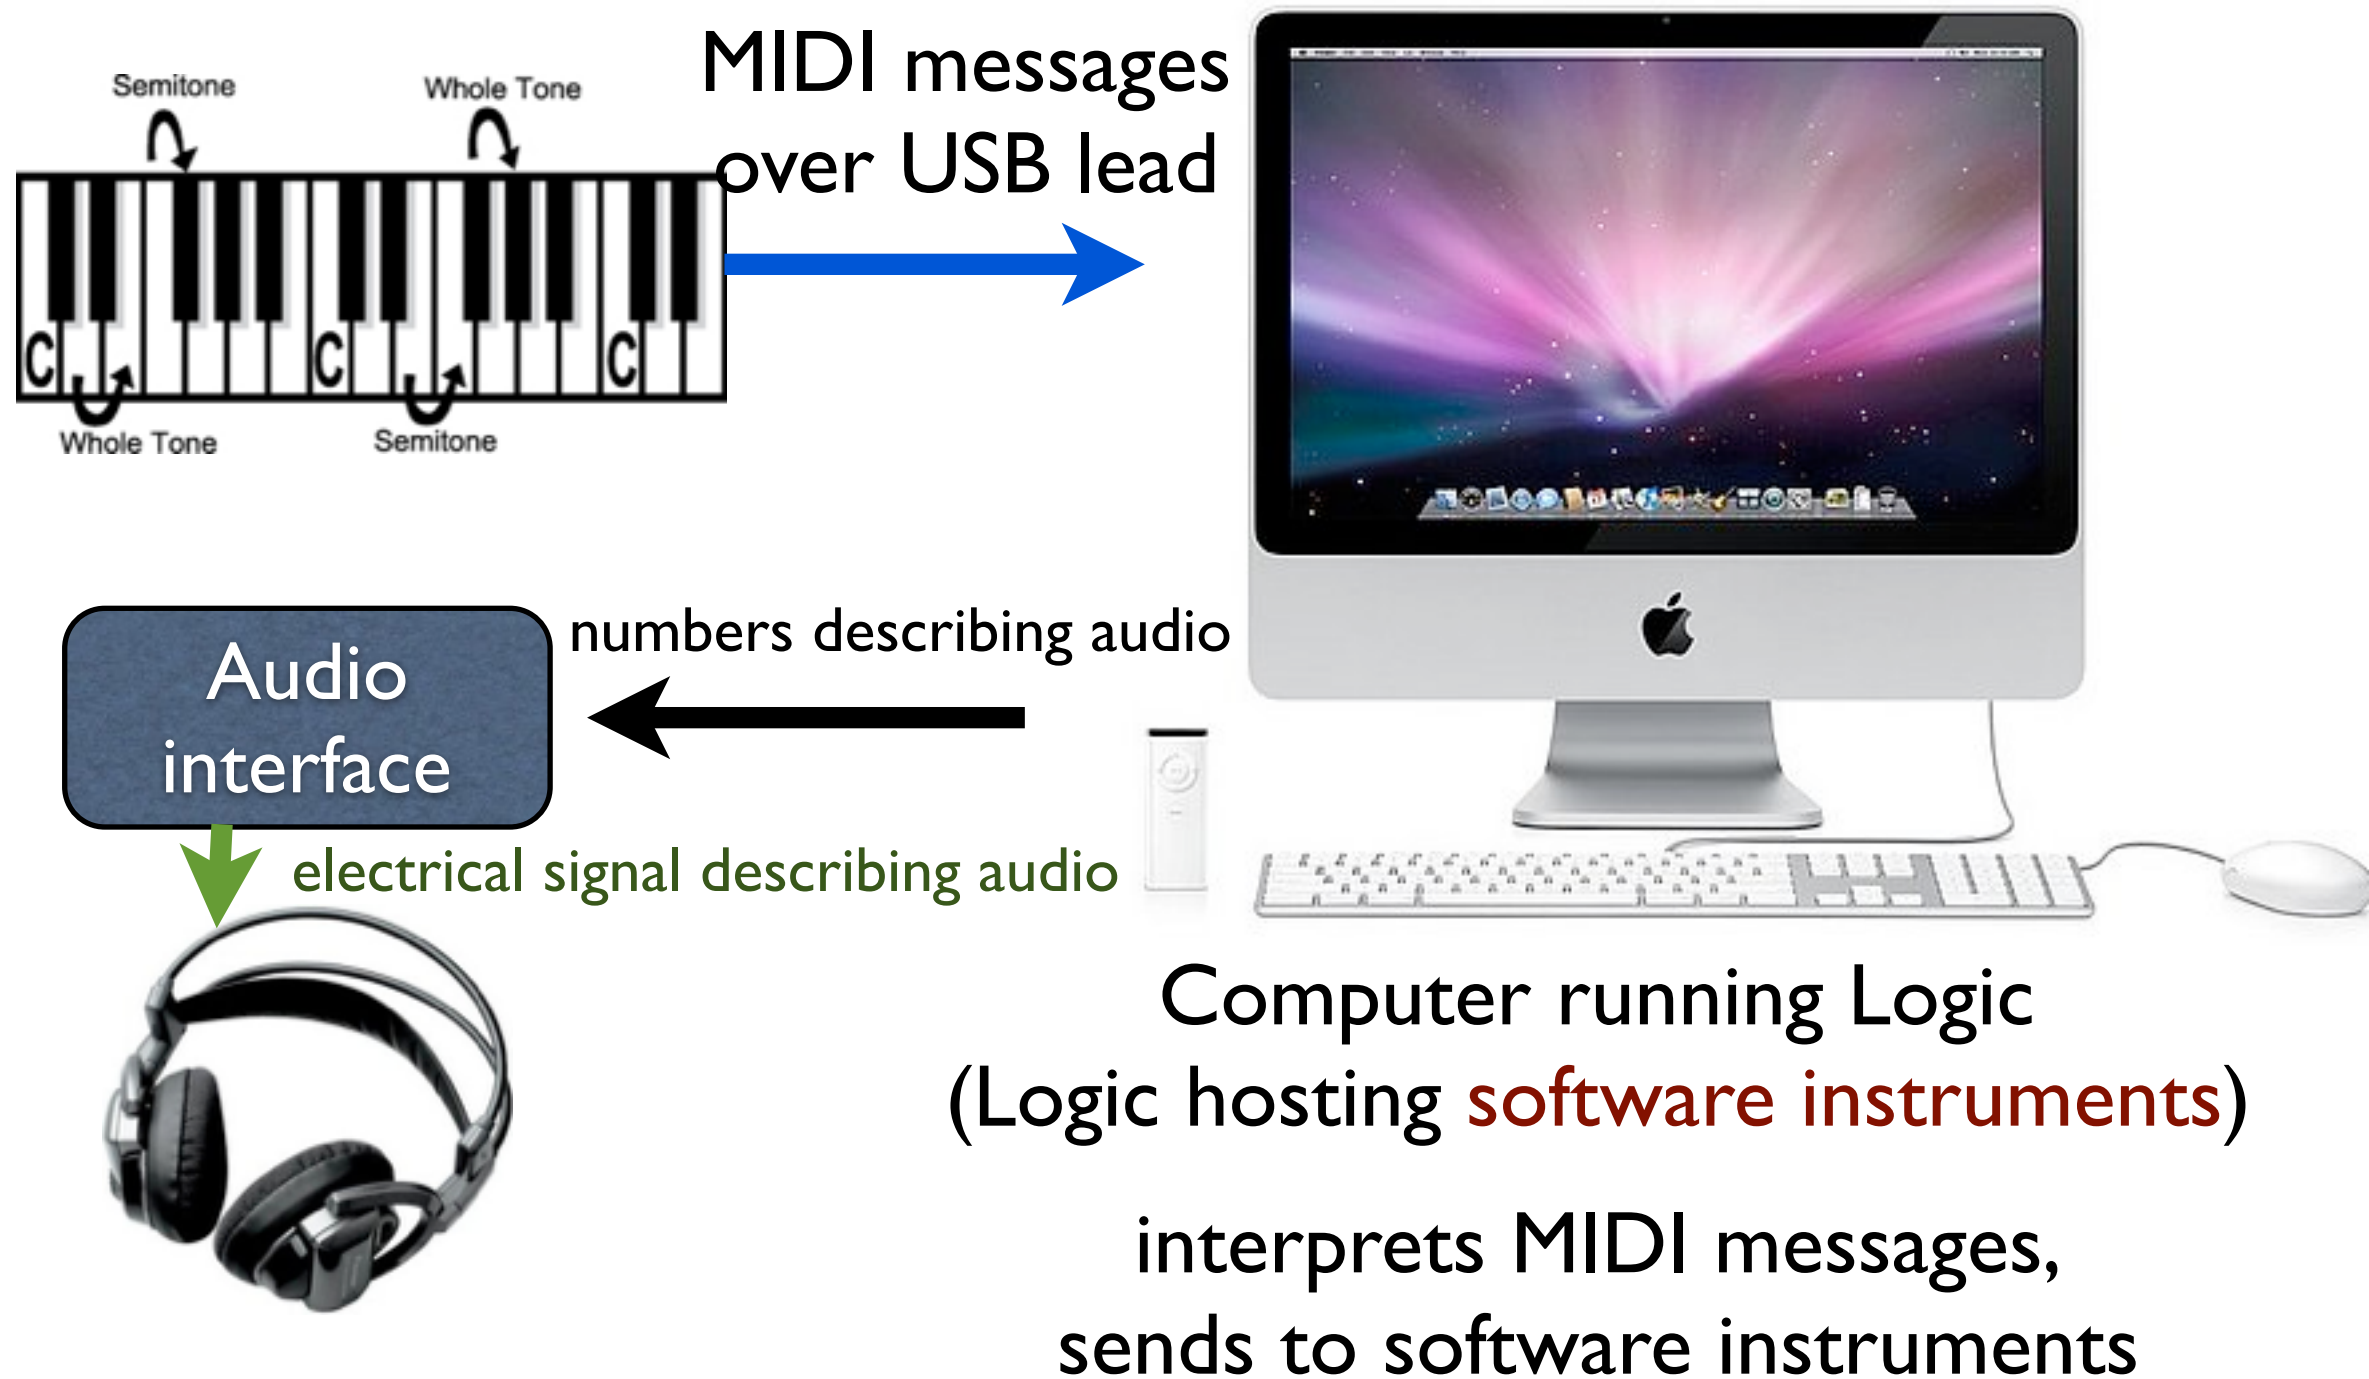 Semitone
Whole Tone
C
C
C
Whole Tone
Semitone
MIDI messages
over USB lead
Audio
interface
numbers describing audio
electrical signal describing audio
Computer running Logic
(Logic hosting software instruments)
interprets MIDI messages,
sends to software instruments